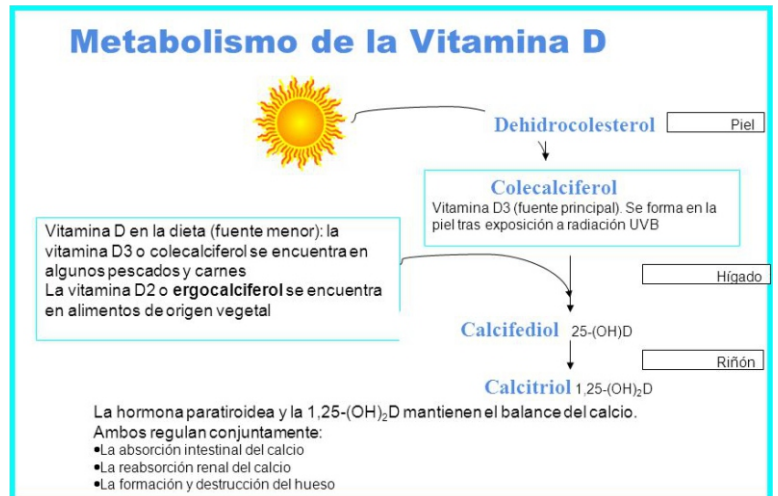 Metabolismo de la Vitamina D
Dehidrocolesterol
Piel
Colecalciferol
Vitamina D3 (fuente principal). Se forma en la
piel tras exposición a radiación UVB
Vitamina D en la dieta (fuente menor): la
vitamina D3 o colecalciferol se encuentra en
algunos pescados y carnes
La vitamina D2 o ergocalciferol se encuentra
en alimentos de origen vegetal
Hígado
Calcifediol 25-(OH)D
Riñón
Calcitriol 1,25-(OH)₂D
La hormona paratiroidea y la 1,25-(OH)₂D mantienen el balance del calcio.
Ambos regulan conjuntamente:
•La absorción intestinal del calcio
•La reabsorción renal del calcio
•La formación y destrucción del hueso